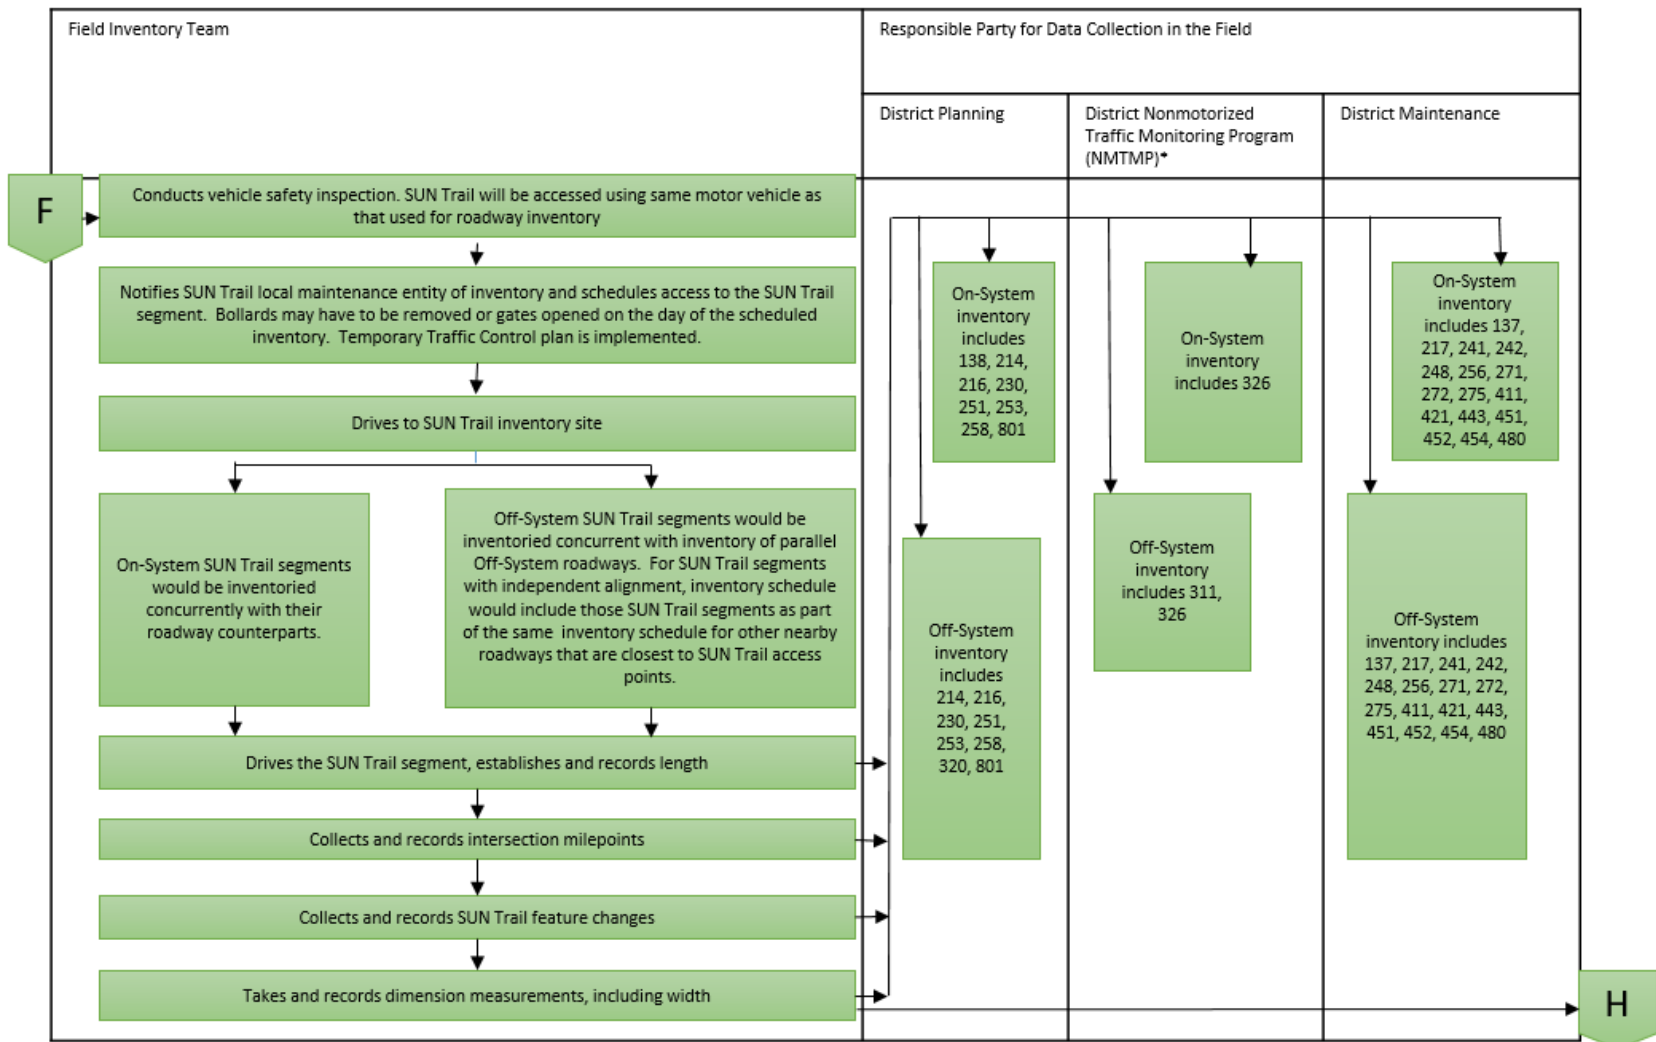 Field Inventory Team
Responsible Party for Data Collection in the Field
District Planning
District Nonmotorized
Traffic Monitoring Program
(NMTMP)*
District Maintenance
F
Conducts vehicle safety inspection. SUN Trail will be accessed using same motor vehicle as
that used for roadway inventory
Notifies SUN Trail local maintenance entity of inventory and schedules access to the SUN Trail
segment.  Bollards may have to be removed or gates opened on the day of the scheduled
inventory.  Temporary Traffic Control plan is implemented.
Drives to SUN Trail inventory site
On-System SUN Trail segments
would be inventoried
concurrently with their
roadway counterparts.
Off-System SUN Trail segments would be
inventoried concurrent with inventory of parallel
Off-System roadways.  For SUN Trail segments
with independent alignment, inventory schedule
would include those SUN Trail segments as part
of the same  inventory schedule for other nearby
roadways that are closest to SUN Trail access
points.
Drives the SUN Trail segment, establishes and records length
Collects and records intersection milepoints
Collects and records SUN Trail feature changes
Takes and records dimension measurements, including width
On-System
inventory
includes
138, 214,
216, 230,
251, 253,
258, 801
Off-System
inventory
includes
214, 216,
230, 251,
253, 258,
320, 801
On-System
inventory
includes 326
Off-System
inventory
includes 311,
326
On-System
inventory
includes 137,
217, 241, 242,
248, 256, 271,
272, 275, 411,
421, 443, 451,
452, 454, 480
Off-System
inventory includes
137, 217, 241, 242,
248, 256, 271, 272,
275, 411, 421, 443,
451, 452, 454, 480
H